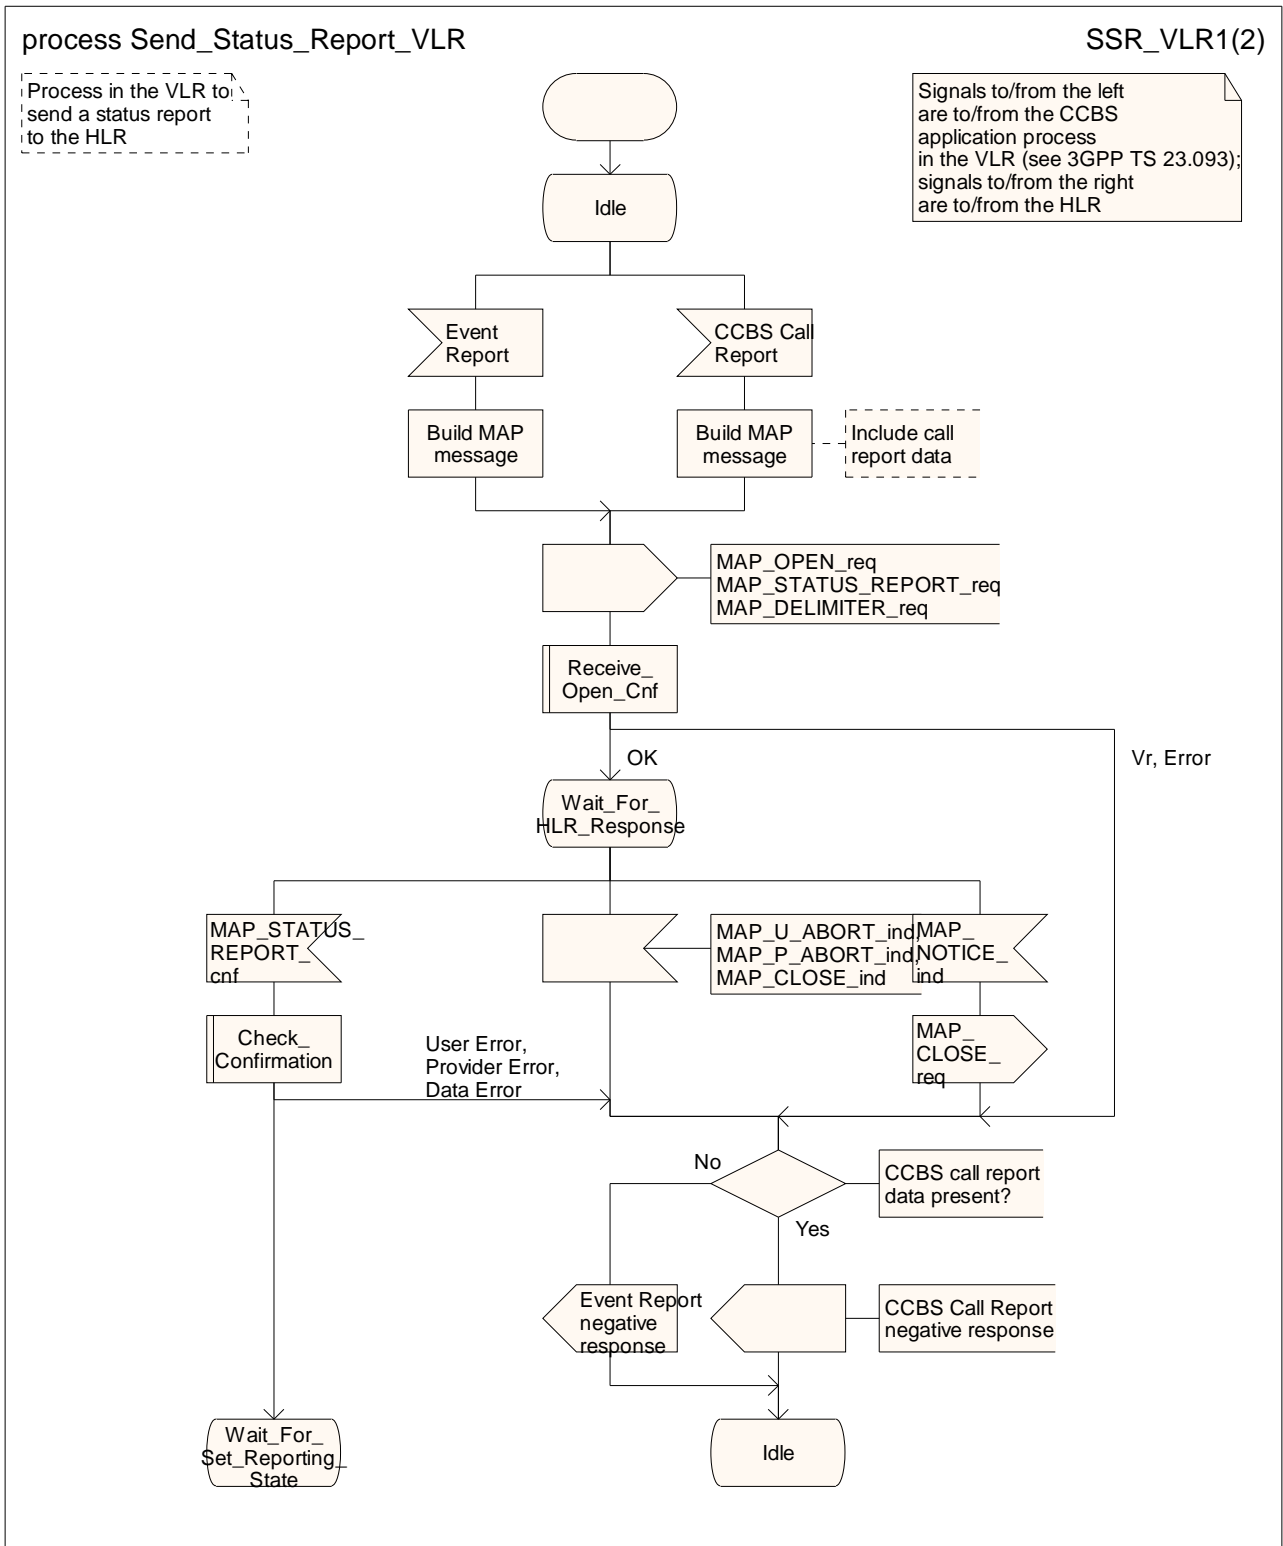 process Send_Status_Report_VLR
SSR_VLR1(2)
Process in the VLR to
send a status report
to the HLR
Signals to/from the left
are to/from the CCBS
application process
in the VLR (see 3GPP TS 23.093);
signals to/from the right
are to/from the HLR
Idle
Event
Report
CCBS Call
Report
Build MAP
message
Build MAP
message
Include call
report data
MAP_OPEN_req
MAP_STATUS_REPORT_req
MAP_DELIMITER_req
Receive_
Open_Cnf
OK
Vr, Error
Wait_For_
HLR_Response
MAP_STATUS_
REPORT_
cnf
MAP_U_ABORT_ind,
MAP_P_ABORT_ind,
MAP_CLOSE_ind
MAP_
NOTICE_
ind
Check_
Confirmation
User Error,
Provider Error,
Data Error
MAP_
CLOSE_
req
No
CCBS call report
data present?
Yes
Event Report
negative
response
CCBS Call Report
negative response
Wait_For_
Set_Reporting_
State
Idle